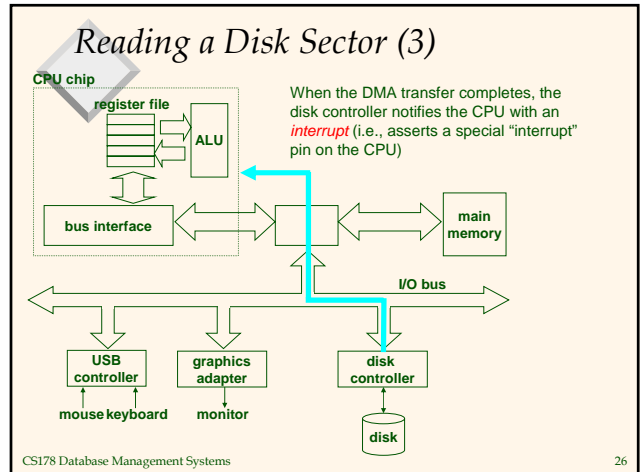 Reading a Disk Sector (3)
CPU chip
register file
ALU
When the DMA transfer completes, the
disk controller notifies the CPU with an
interrupt (i.e., asserts a special “interrupt”
pin on the CPU)
bus interface
main
memory
I/O bus
USB
controller
graphics
adapter
disk
controller
mouse keyboard
monitor
disk
CS178 Database Management Systems
26